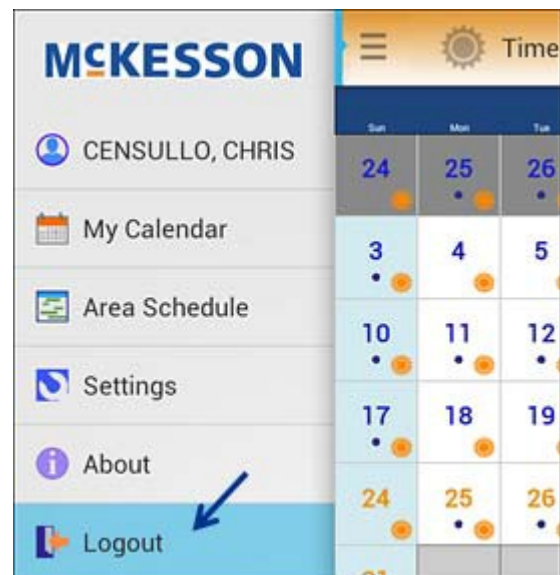 McKESSON
CENSULLO, CHRIS
My Calendar
Area Schedule
Settings
About
Logout
Time
Sun Mon Tue
24 25 26
3 4 5
10 11 12
17 18 19
24 25 26
31